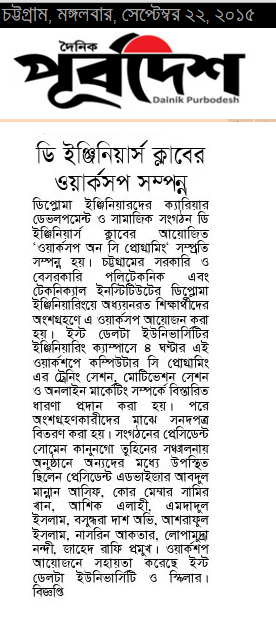 চট্টগ্রাম, মঙ্গলবার, সেপ্টেম্বর ২২, ২০১৫
দৈনিক
পূর্বদেশ
Dainik Purbodesh
ডি ইঞ্জিনিয়ার্স ক্লাবের
ওয়ার্কসপ সম্পন্ন
ডিপ্লোমা ইঞ্জিনিয়ারদের ক্যারিয়ার
ডেভলপমেন্ট ও সামাজিক সংগঠন ডি
ইঞ্জিনিয়ার্স ক্লাবের আয়োজিত
‘ওয়ার্কসপ অন সি প্রোগ্রামিং’ সম্প্রতি
সম্পন্ন হয়। চট্টগ্রামের সরকারি ও
বেসরকারি পলিটেকনিক এবং
টেকনিক্যাল ইনস্টিটিউটের ডিপ্লোমা
ইঞ্জিনিয়ারিংয়ে অধ্যয়নরত শিক্ষার্থীদের
অংশগ্রহণে এ ওয়ার্কসপ আয়োজন করা
হয়। ইস্ট ডেলটা ইউনিভার্সিটির
ইঞ্জিনিয়ারিং ক্যাম্পাসে ৪ ঘণ্টার এই
ওয়ার্কশপে কম্পিউটার সি প্রোগ্রামিং
এর ট্রেনিং সেশন, মোটিভেশন সেশন
ও অনলাইন মার্কেটিং সম্পর্কে বিস্তারিত
ধারণা প্রদান করা হয়। পরে
অংশগ্রহণকারীদের মাঝে সনদপত্র
বিতরণ করা হয়। সংগঠনের প্রেসিডেন্ট
সোমেন কানুনগো তুহিনের সঞ্চালনায়
অনুষ্ঠানে অন্যদের মধ্যে উপস্থিত
ছিলেন প্রেসিডেন্ট এডভাইজার আবদুল
মান্নান আসিফ, কোর মেম্বার সামির
খান, আশিক এলাহী, এমদাদুল
ইসলাম, বসুন্ধরা দাশ অভি, আশরাফুল
ইসলাম, নাসরিন আকতার, লোপামুদ্রা
নন্দী, জাহেদ রাফি প্রমুখ। ওয়ার্কশপ
আয়োজনে সহায়তা করেছে ইস্ট
ডেলটা ইউনিভার্সিটি ও স্কিলার।
বিজ্ঞপ্তি